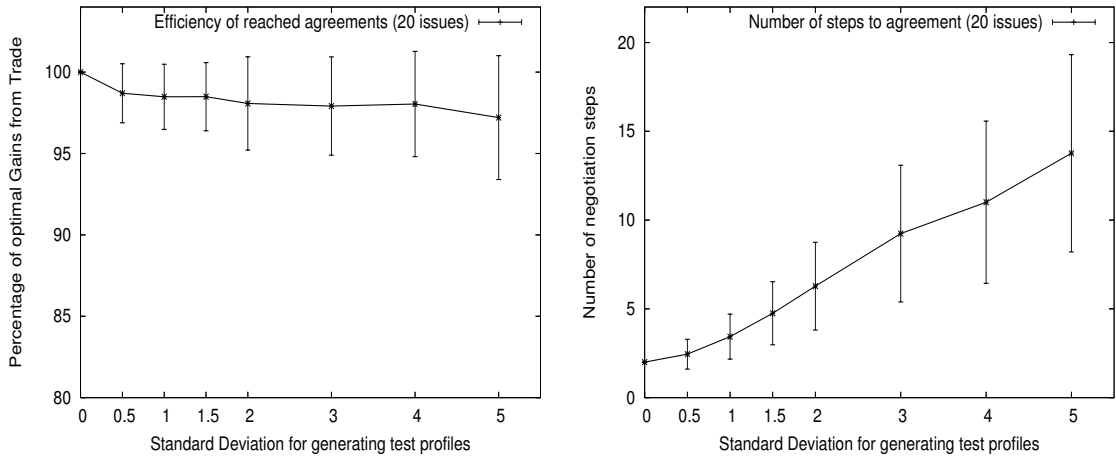 Efficiency of reached agreements (20 issues)
Percentage of optimal Gains from Trade
100
95
90
85
80
0 0.5 1 1.5 2 3 4 5
Standard Deviation for generating test profiles
Number of steps to agreement (20 issues)
Number of negotiation steps
20
15
10
5
0
0 0.5 1 1.5 2 3 4 5
Standard Deviation for generating test profiles